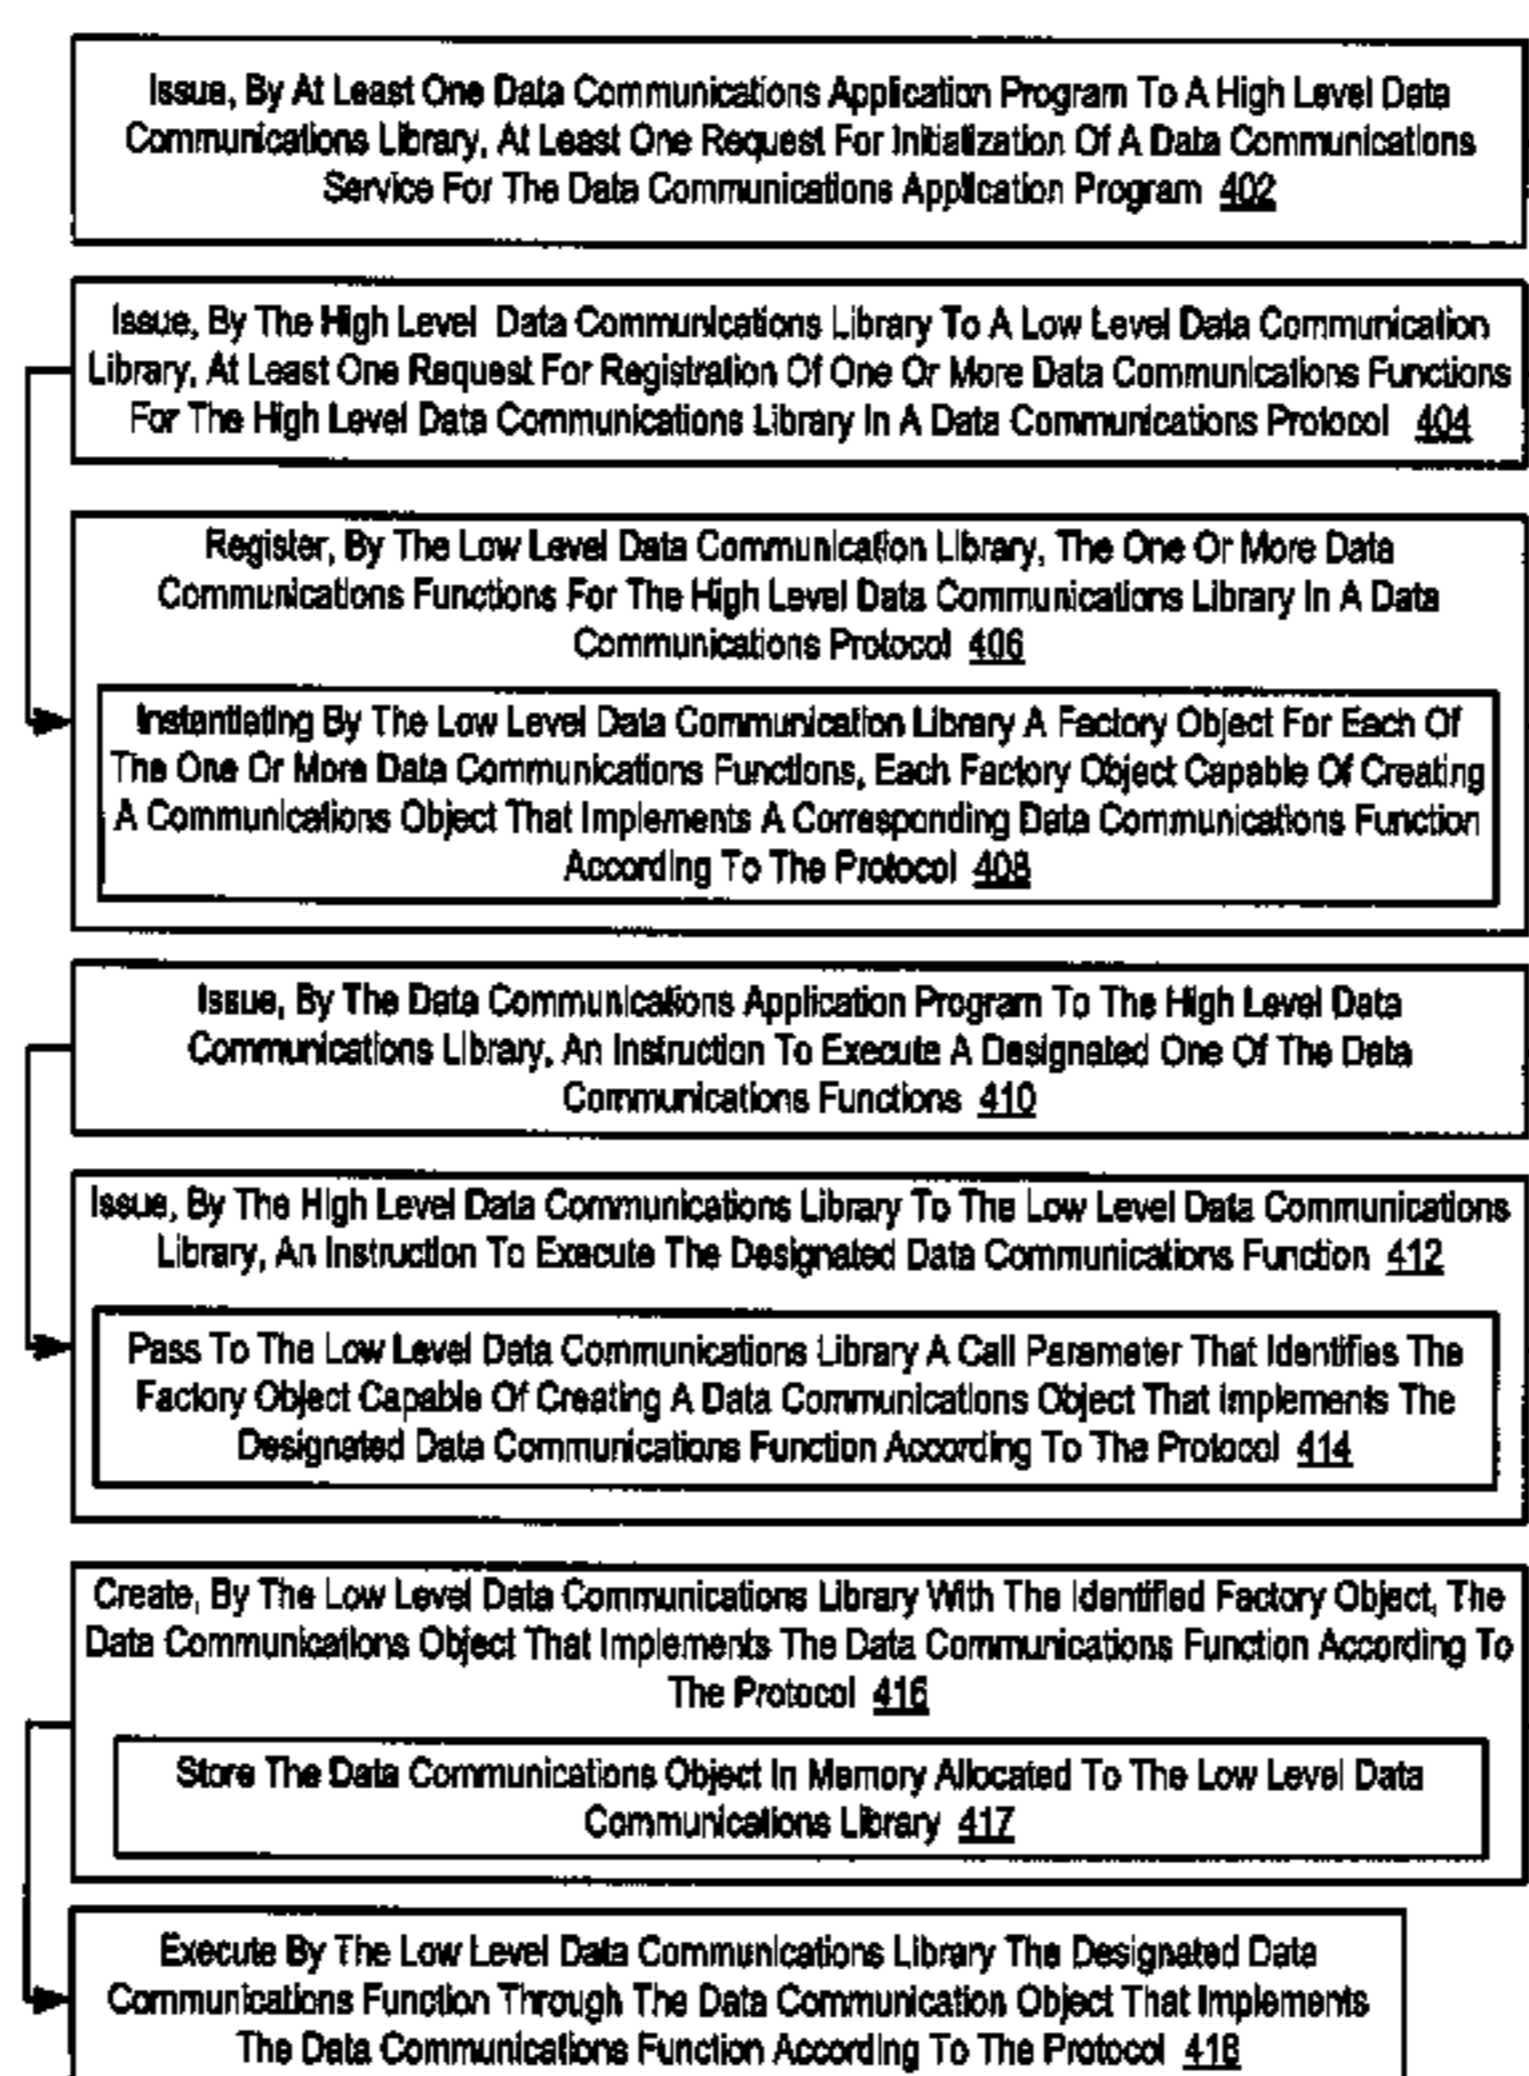 Issue, By At Least One Data Communications Application Program To A High Level Data
Communications Library, At Least One Request For Initialization Of A Data Communications
Service For The Data Communications Application Program 402
Issue, By The High Level Data Communications Library To A Low Level Data Communication
Library, At Least One Request For Registration Of One Or More Data Communications Functions
For The High Level Data Communications Library In A Data Communications Protocol 404
Register, By The Low Level Data Communication Library, The One Or More Data
Communications Functions For The High Level Data Communications Library In A Data
Communications Protocol 406
Instantiating By The Low Level Data Communication Library A Factory Object For Each Of
The One Or More Data Communications Functions, Each Factory Object Capable Of Creating
A Communications Object That Implements A Corresponding Data Communications Function
According To The Protocol 408
Issue, By The Data Communications Application Program To The High Level Data
Communications Library, An Instruction To Execute A Designated One Of The Data
Communications Functions 410
Issue, By The High Level Data Communications Library To The Low Level Data Communications
Library, An Instruction To Execute The Designated Data Communications Function 412
Pass To The Low Level Data Communications Library A Call Parameter That Identifies The
Factory Object Capable Of Creating A Data Communications Object That Implements The
Designated Data Communications Function According To The Protocol 414
Create, By The Low Level Data Communications Library With The Identified Factory Object, The
Data Communications Object That Implements The Data Communications Function According To
The Protocol 416
Store The Data Communications Object In Memory Allocated To The Low Level Data
Communications Library 417
Execute By The Low Level Data Communications Library The Designated Data
Communications Function Through The Data Communication Object That Implements
The Data Communications Function According To The Protocol 418